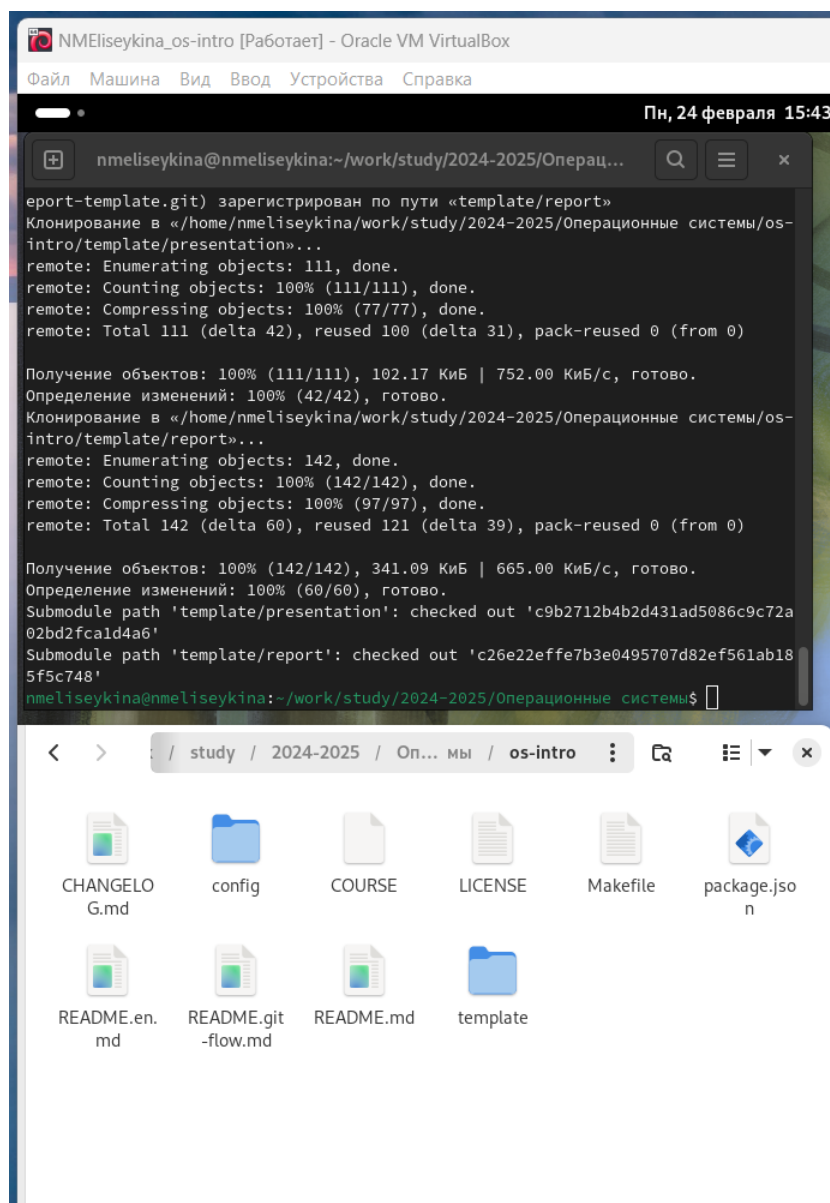 NMEliseykina_os-intro [Работает] - Oracle VM VirtualBox
Файл Машина Вид Ввод Устройства Справка
Пн, 24 февраля 15:43
nmeliseykina@nmeliseykina:~/work/study/2024-2025/Операц...
eport-template.git) зарегистрирован по пути «template/report»
Клонирование в «/home/nmeliseykina/work/study/2024-2025/Операционные системы/os-
intro/template/presentation»...
remote: Enumerating objects: 111, done.
remote: Counting objects: 100% (111/111), done.
remote: Compressing objects: 100% (77/77), done.
remote: Total 111 (delta 42), reused 100 (delta 31), pack-reused 0 (from 0)
Получение объектов: 100% (111/111), 102.17 КиБ | 752.00 КиБ/с, готово.
Определение изменений: 100% (42/42), готово.
Клонирование в «/home/nmeliseykina/work/study/2024-2025/Операционные системы/os-
intro/template/report»...
remote: Enumerating objects: 142, done.
remote: Counting objects: 100% (142/142), done.
remote: Compressing objects: 100% (97/97), done.
remote: Total 142 (delta 60), reused 121 (delta 39), pack-reused 0 (from 0)
Получение объектов: 100% (142/142), 341.09 КиБ | 665.00 КиБ/с, готово.
Определение изменений: 100% (60/60), готово.
Submodule path 'template/presentation': checked out 'c9b2712b4b2d431ad5086c9c72a
02bd2fca1d4a6'
Submodule path 'template/report': checked out 'c26e22effe7b3e0495707d82ef561ab18
5f5c748'
nmeliseykina@nmeliseykina:~/work/study/2024-2025/Операционные системы$
/ study / 2024-2025 / Оп... мы / os-intro
CHANGELO
G.md
config
COURSE
LICENSE
Makefile
package.jso
n
README.en.
md
README.git
-flow.md
README.md
template